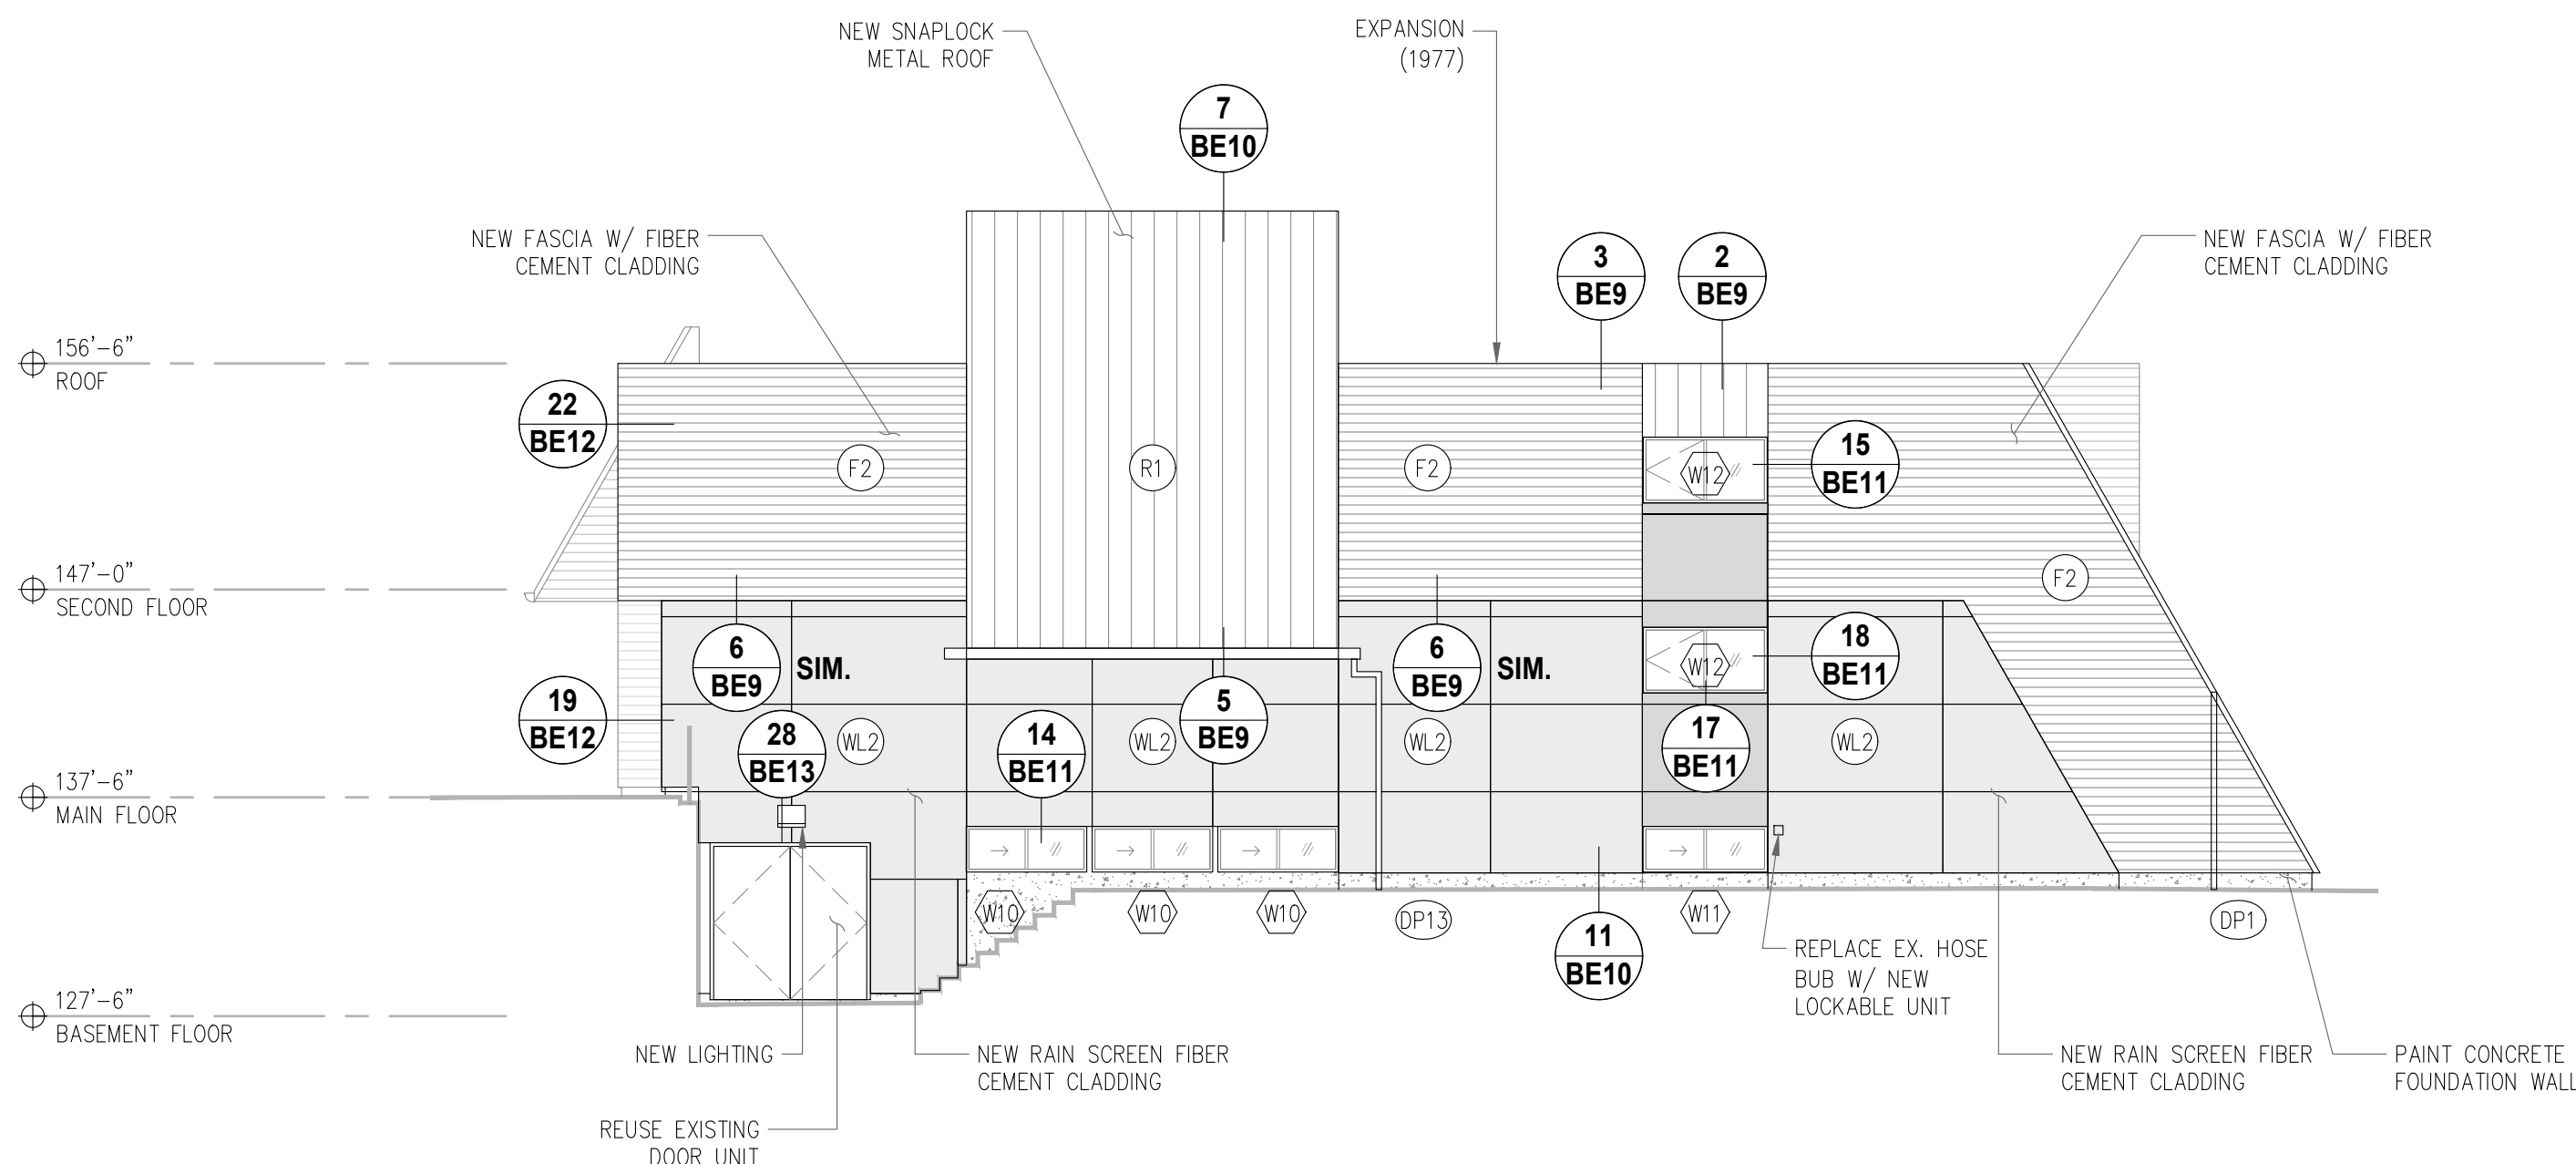 NEW SNAPLOCK
METAL ROOF
EXPANSION
(1977)
7
BE10
NEW FASCIA W/ FIBER
CEMENT CLADDING
3
BE9
2
BE9
NEW FASCIA W/ FIBER
CEMENT CLADDING
156'-6"
ROOF
22
BE12
F2
R1
F2
W12
15
BE11
147'-0"
SECOND FLOOR
F2
6
BE9
SIM.
6
BE9
SIM.
W12
18
BE11
19
BE12
28
BE13
WL2
14
BE11
WL2
5
BE9
WL2
17
BE11
WL2
137'-6"
MAIN FLOOR
W10
W10
W10
DP13
11
BE10
W11
DP1
REPLACE EX. HOSE
BUB W/ NEW
LOCKABLE UNIT
127'-6"
BASEMENT FLOOR
NEW LIGHTING
NEW RAIN SCREEN FIBER
CEMENT CLADDING
NEW RAIN SCREEN FIBER
CEMENT CLADDING
PAINT CONCRETE
FOUNDATION WALL
REUSE EXISTING
DOOR UNIT